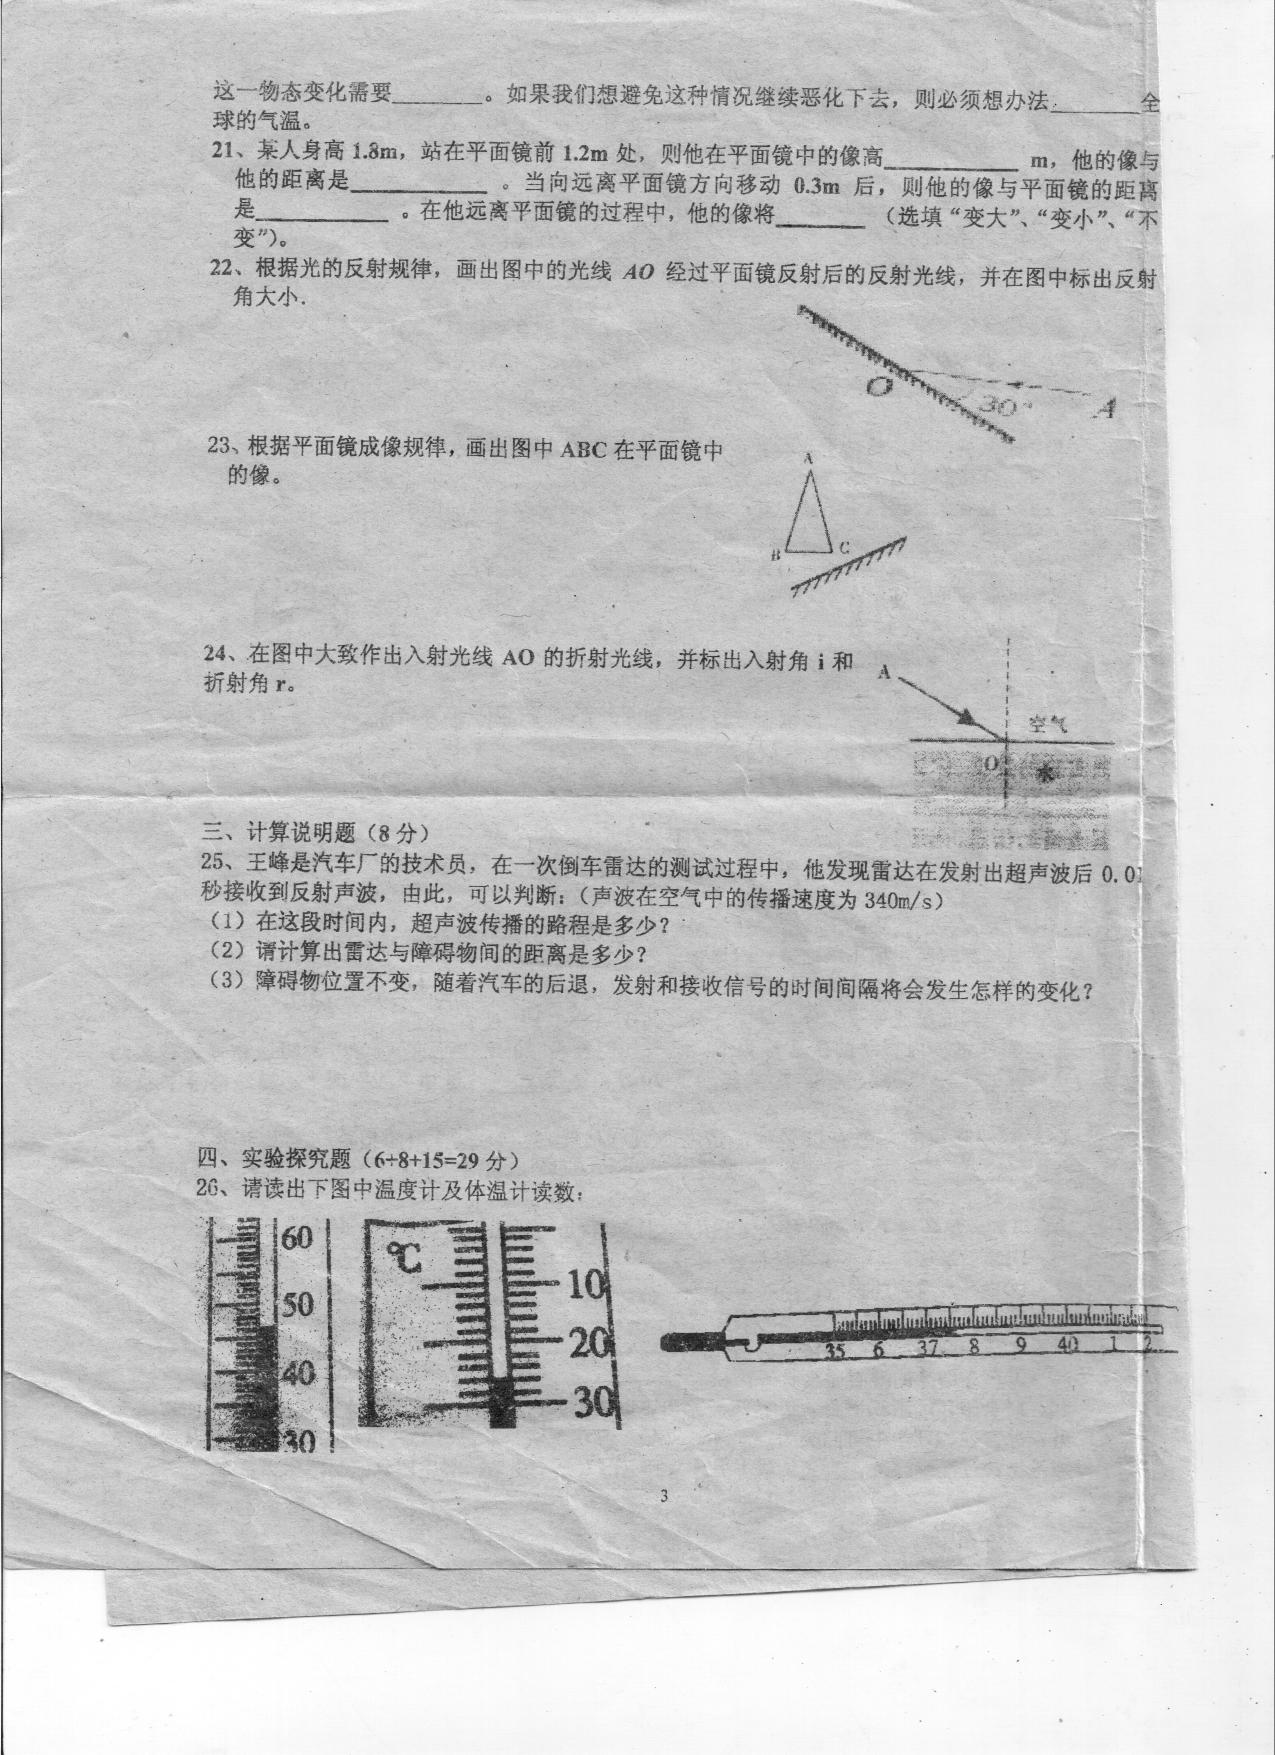 这一物态变化需要________。如果我们想避免这种情况继续恶化下去，则必须想办法________全
球的气温。
21、某人身高1.8m，站在平面镜前1.2m处，则他在平面镜中的像高____________ m，他的像与
他的距离是____________ 。当向远离平面镜方向移动 0.3m 后，则他的像与平面镜的距离
是____________ 。在他远离平面镜的过程中，他的像将________ （选填“变大”、“变小”、“不
变”）。
22、根据光的反射规律，画出图中的光线 AO 经过平面镜反射后的反射光线，并在图中标出反射
角大小.
O
30°
A
23、根据平面镜成像规律，画出图中 ABC 在平面镜中
的像。
A
B
C
24、在图中大致作出入射光线 AO 的折射光线，并标出入射角 i 和
折射角 r。
A
空气
O
水
三、计算说明题（8分）
25、王峰是汽车厂的技术员，在一次倒车雷达的测试过程中，他发现雷达在发射出超声波后 0.01
秒接收到反射声波，由此，可以判断：（声波在空气中的传播速度为 340m/s）
（1）在这段时间内，超声波传播的路程是多少？
（2）请计算出雷达与障碍物间的距离是多少？
（3）障碍物位置不变，随着汽车的后退，发射和接收信号的时间间隔将会发生怎样的变化？
四、实验探究题（6+8+15=29 分）
26、请读出下图中温度计及体温计读数：
60
50
40
30
℃
10
20
30
35 6 37 8 9 40 1 2
3